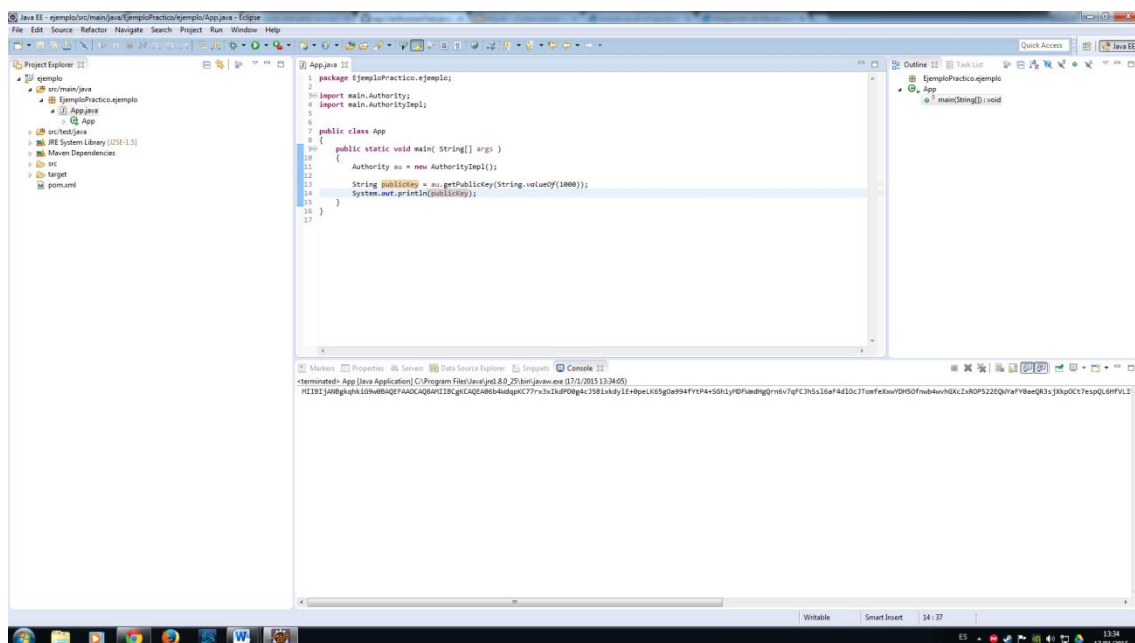 Java EE - ejemplo/src/main/java/EjemploPractico/ejemplo/App.java - Eclipse
File Edit Source Refactor Navigate Search Project Run Window Help
Quick Access
Java EE
Project Explorer
ejemplo
src/main/java
EjemploPractico.ejemplo
App.java
App
src/test/java
JRE System Library [J2SE-1.5]
Maven Dependencies
src
target
pom.xml
App.java
1 package EjemploPractico.ejemplo;
2
3 import main.Authority;
4 import main.AuthorityImpl;
5
6
7 public class App
8 {
9 public static void main( String[] args )
10 {
11 Authority au = new AuthorityImpl();
12
13 String publicKey = au.getPublicKey(String.valueOf(1000));
14 System.out.println(publicKey);
15 }
16 }
17
Outline Task List
EjemploPractico.ejemplo
App
main(String[]) : void
Markers Properties Servers Data Source Explorer Snippets Console
<terminated> App [Java Application] C:\Program Files\Java\jre1.8.0_25\bin\javaw.exe (17/1/2015 13:34:05)
Writable Smart Insert 14 : 37
ES
13:34
17/01/2015